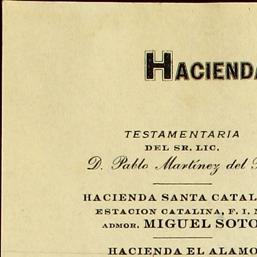 HACIENDA
TESTAMENTARIA
DEL SR. LIC.
D. Pablo Martínez del
HACIENDA SANTA CATAL
ESTACION CATALINA, F. I.
ADMOR. MIGUEL SOTO
HACIENDA EL ALAMO